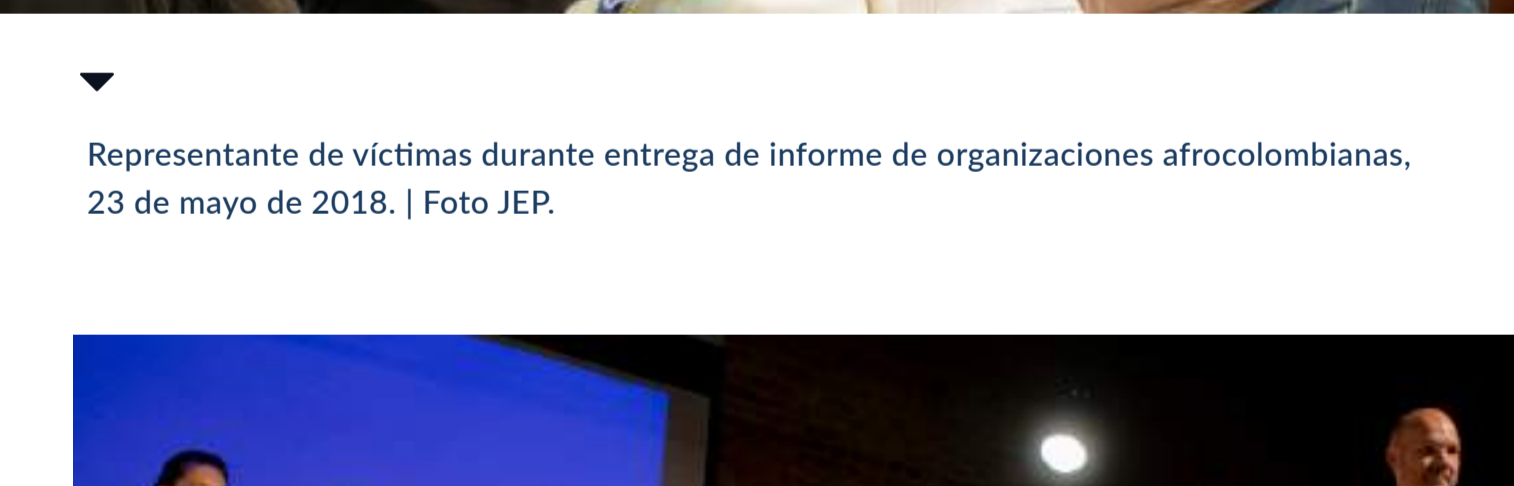 Representante de víctimas durante entrega de informe de organizaciones afrocolombianas,
23 de mayo de 2018. | Foto JEP.